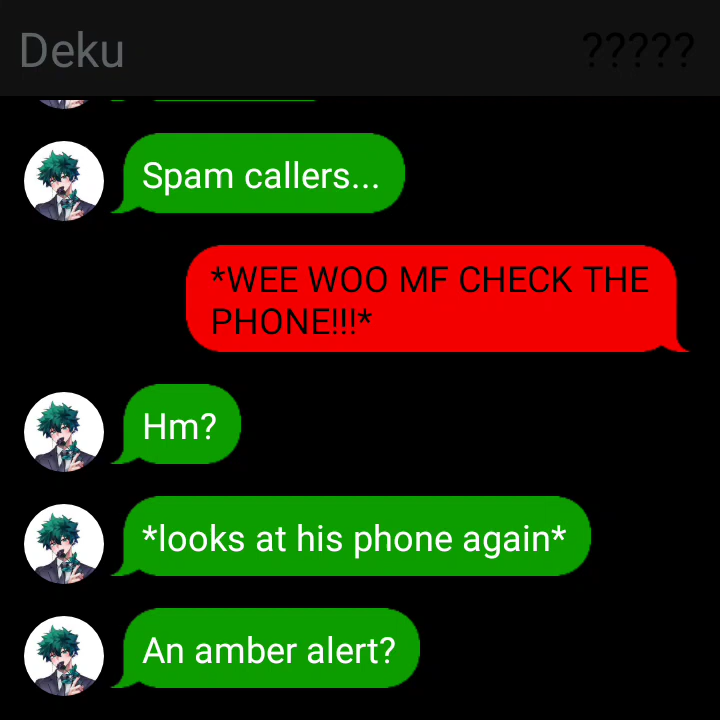 Deku
?????
Spam callers...
*WEE WOO MF CHECK THE
PHONE!!!*
Hm?
*looks at his phone again*
An amber alert?